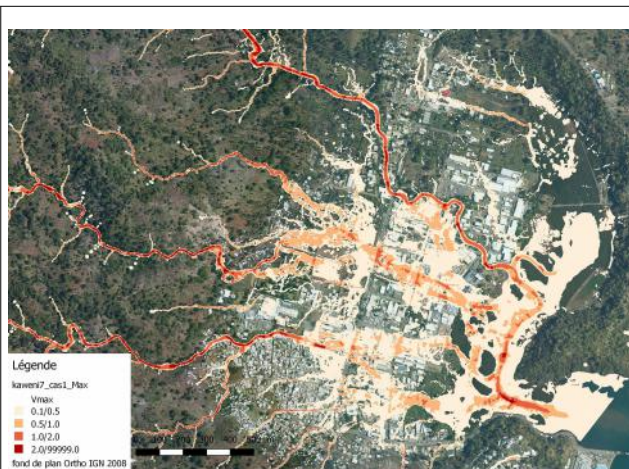 Légende
kaweni7_cas1_Max
Vmax
0.1/0.5
0.5/1.0
1.0/2.0
2.0/99999.0
fond de plan Ortho IGN 2008